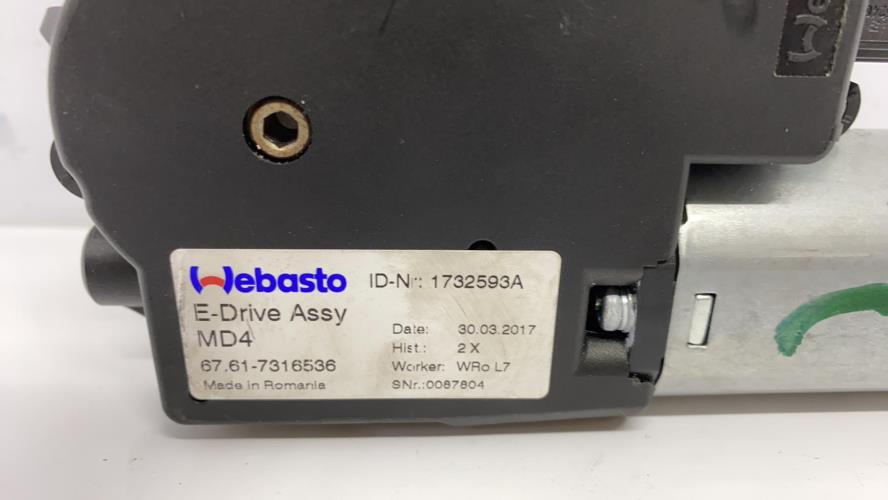 Webasto
ID-Nr: 1732593A
E-Drive Assy
MD4
67.61-7316536
Made in Romania
Date: 30.03.2017
Hist.: 2 X
Worker: WRo L7
SNr.:0087804